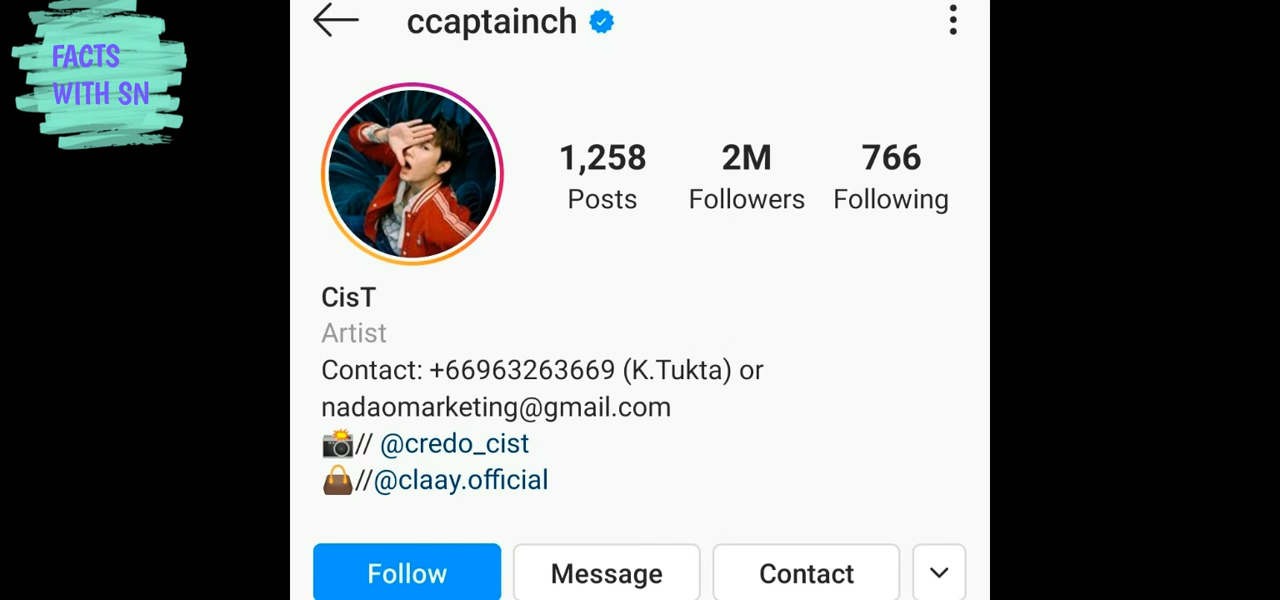 FACTS
WITH SN
ccaptainch
1,258 2M 766
Posts Followers Following
CisT
Artist
Contact: +66963263669 (K.Tukta) or
nadaomarketing@gmail.com
📸// @credo_cist
👜//@claay.official
Follow Message Contact